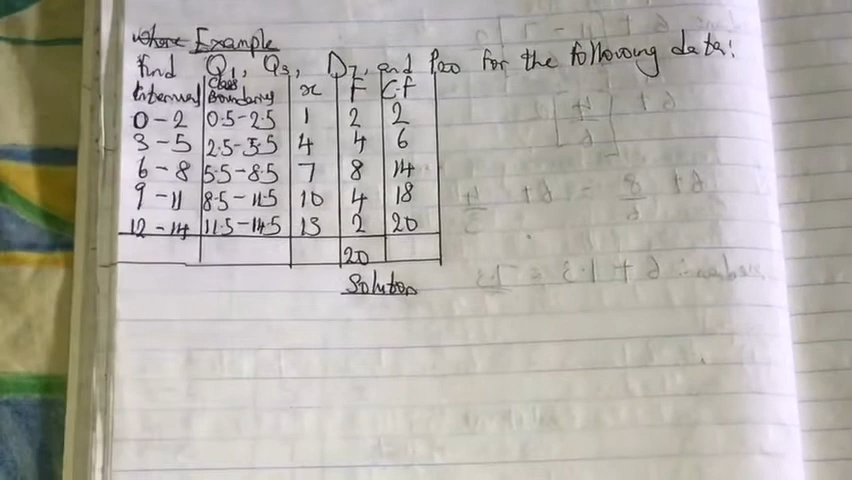 where Example
find Q1, Q3, D7, and P20 for the following data:
Interval Class Boundary x F C.F
0-2 0.5-2.5 1 2 2
3-5 2.5-5.5 4 4 6
6-8 5.5-8.5 7 8 14
9-11 8.5-11.5 10 4 18
12-14 11.5-14.5 13 2 20
20
Solution